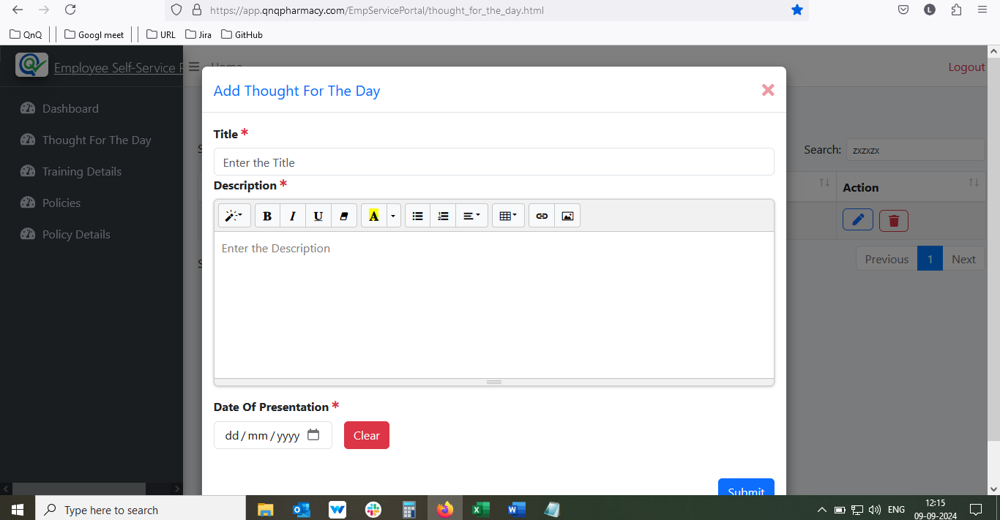 https://app.qnqpharmacy.com/EmpServicePortal/thought_for_the_day.html
L
QnQ Googl meet URL Jira GitHub
Employee Self-Service
Home
Logout
Add Thought For The Day
Dashboard
Thought For The Day
Training Details
Policies
Policy Details
Title *
Enter the Title
Search: zxzxzx
Description *
Action
B I U A
Enter the Description
Previous 1 Next
Date Of Presentation *
dd / mm / yyyy Clear
Submit
Type here to search
ENG
12:15
09-09-2024